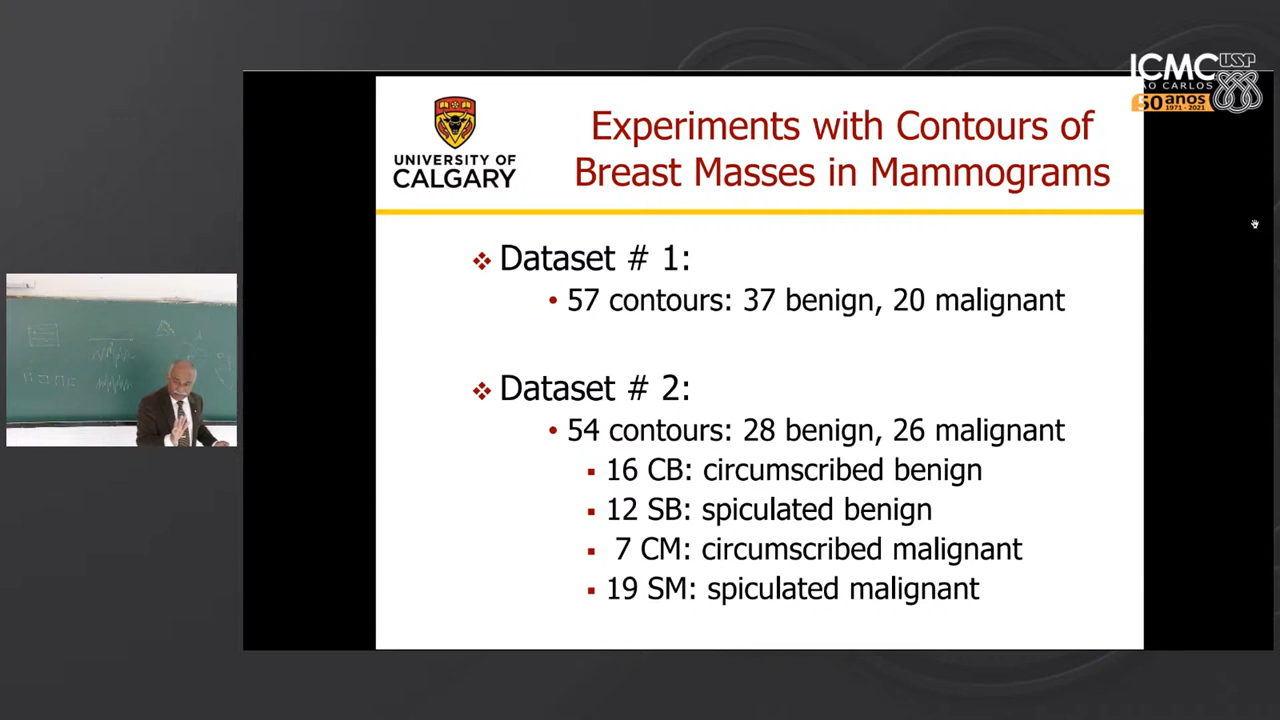 ICMC USP
SÃO CARLOS
50 anos
1971 - 2021
UNIVERSITY OF
CALGARY
Experiments with Contours of
Breast Masses in Mammograms
❖ Dataset # 1:
• 57 contours: 37 benign, 20 malignant
❖ Dataset # 2:
• 54 contours: 28 benign, 26 malignant
▪ 16 CB: circumscribed benign
▪ 12 SB: spiculated benign
▪ 7 CM: circumscribed malignant
▪ 19 SM: spiculated malignant